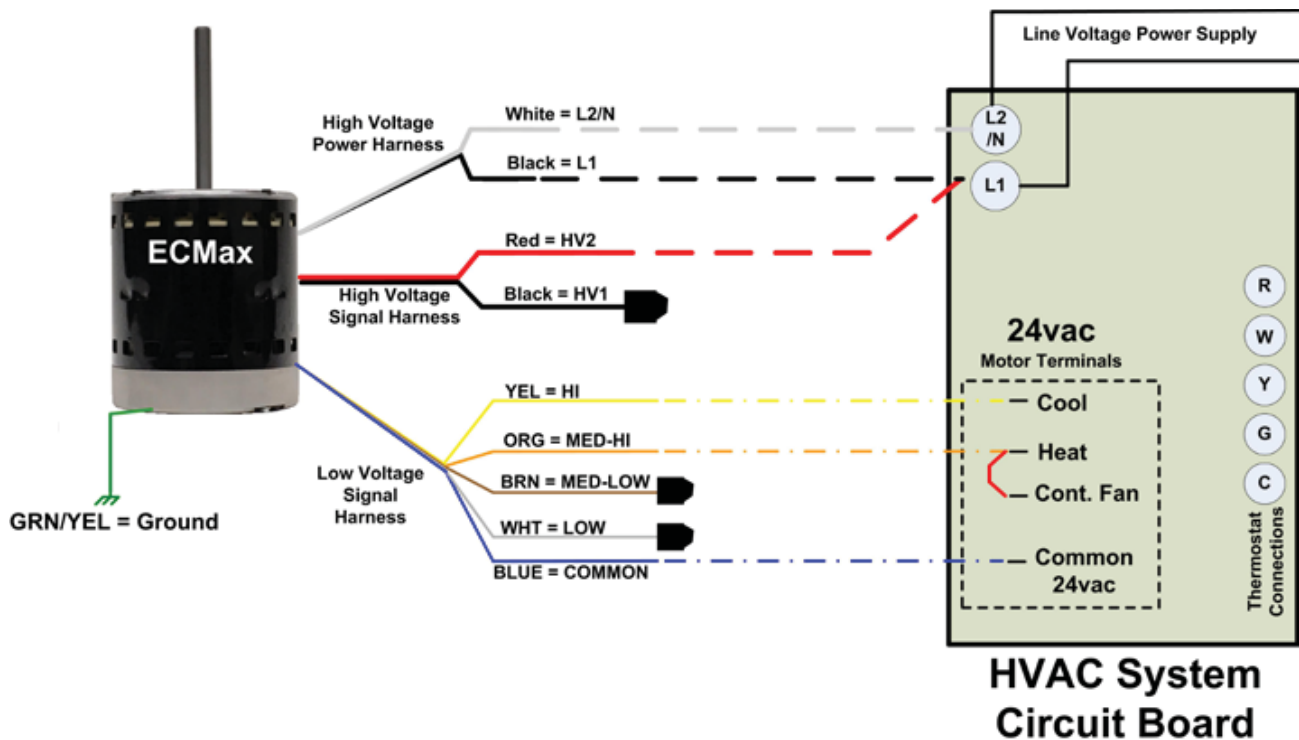 Line Voltage Power Supply
White = L2/N
High Voltage
Power Harness
L2
/N
Black = L1
L1
ECMax
Red = HV2
Black = HV1
High Voltage
Signal Harness
R
24vac
Motor Terminals
W
YEL = HI
Cool
Y
ORG = MED-HI
Heat
G
Low Voltage
Signal
Harness
BRN = MED-LOW
Cont. Fan
C
GRN/YEL = Ground
WHT = LOW
BLUE = COMMON
Common
24vac
Thermostat
Connections
HVAC System
Circuit Board